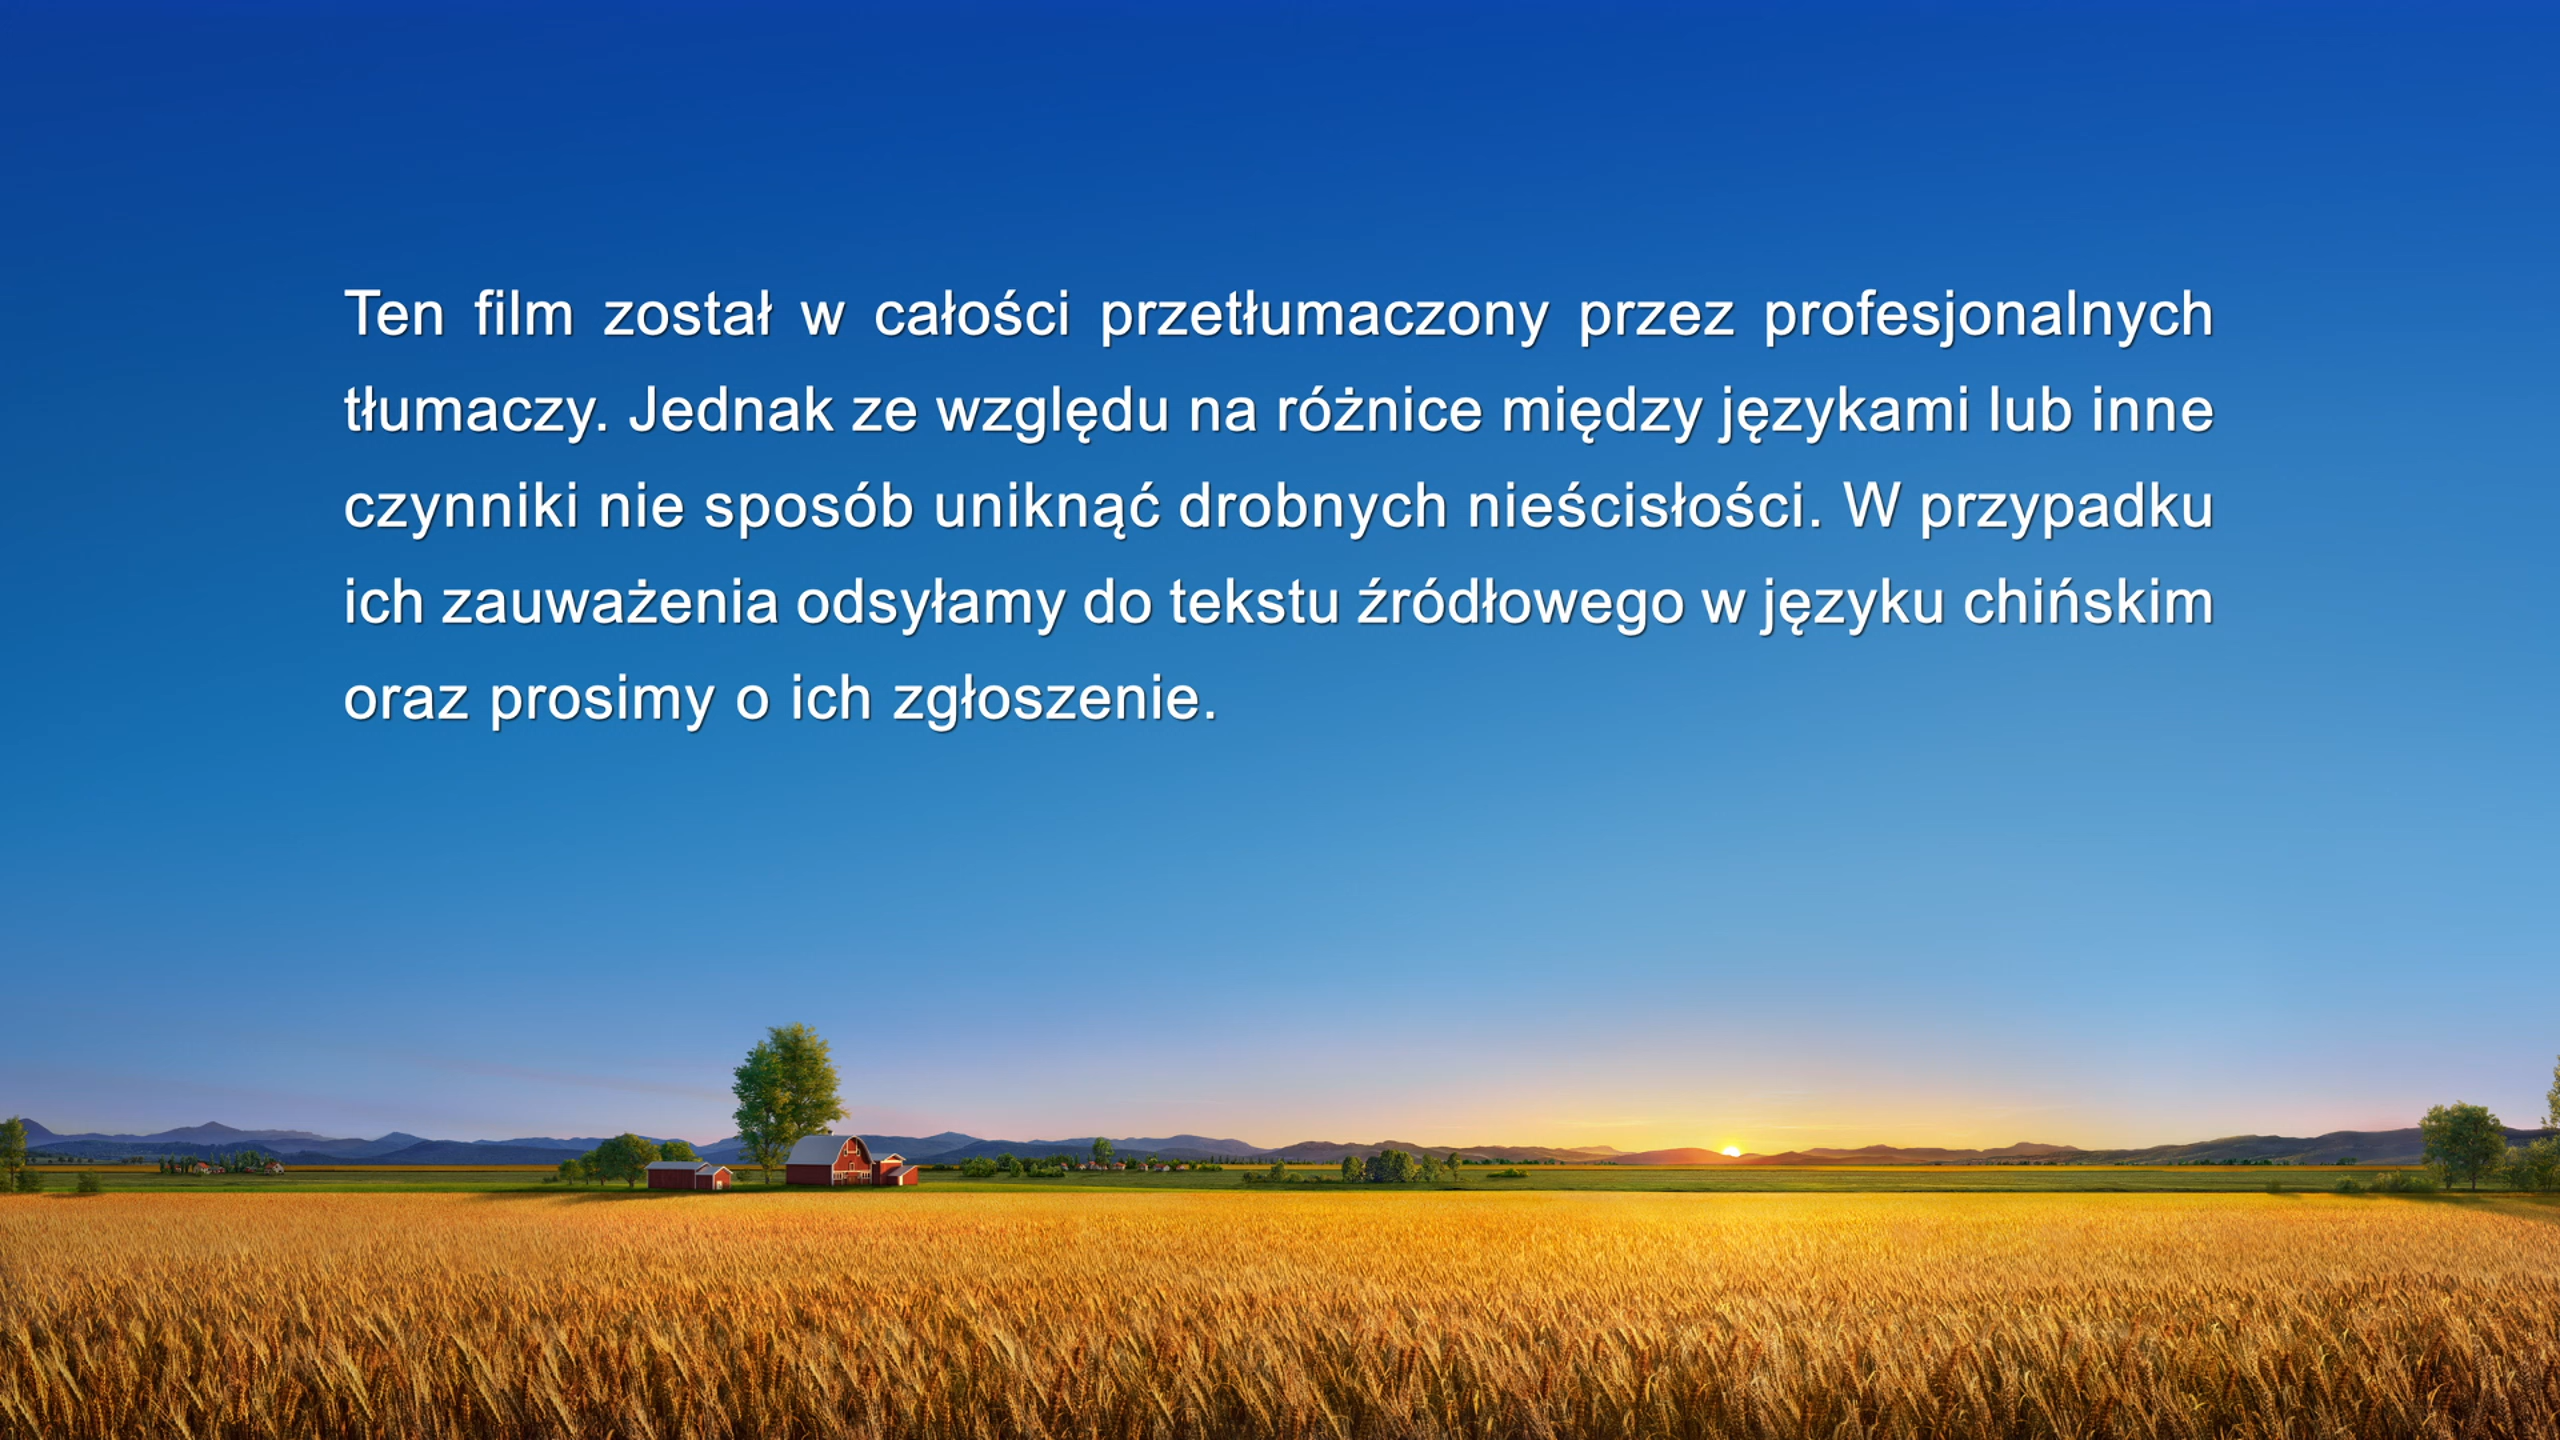 Ten film został w całości przetłumaczony przez profesjonalnych
tłumaczy. Jednak ze względu na różnice między językami lub inne
czynniki nie sposób uniknąć drobnych nieścisłości. W przypadku
ich zauważenia odsyłamy do tekstu źródłowego w języku chińskim
oraz prosimy o ich zgłoszenie.